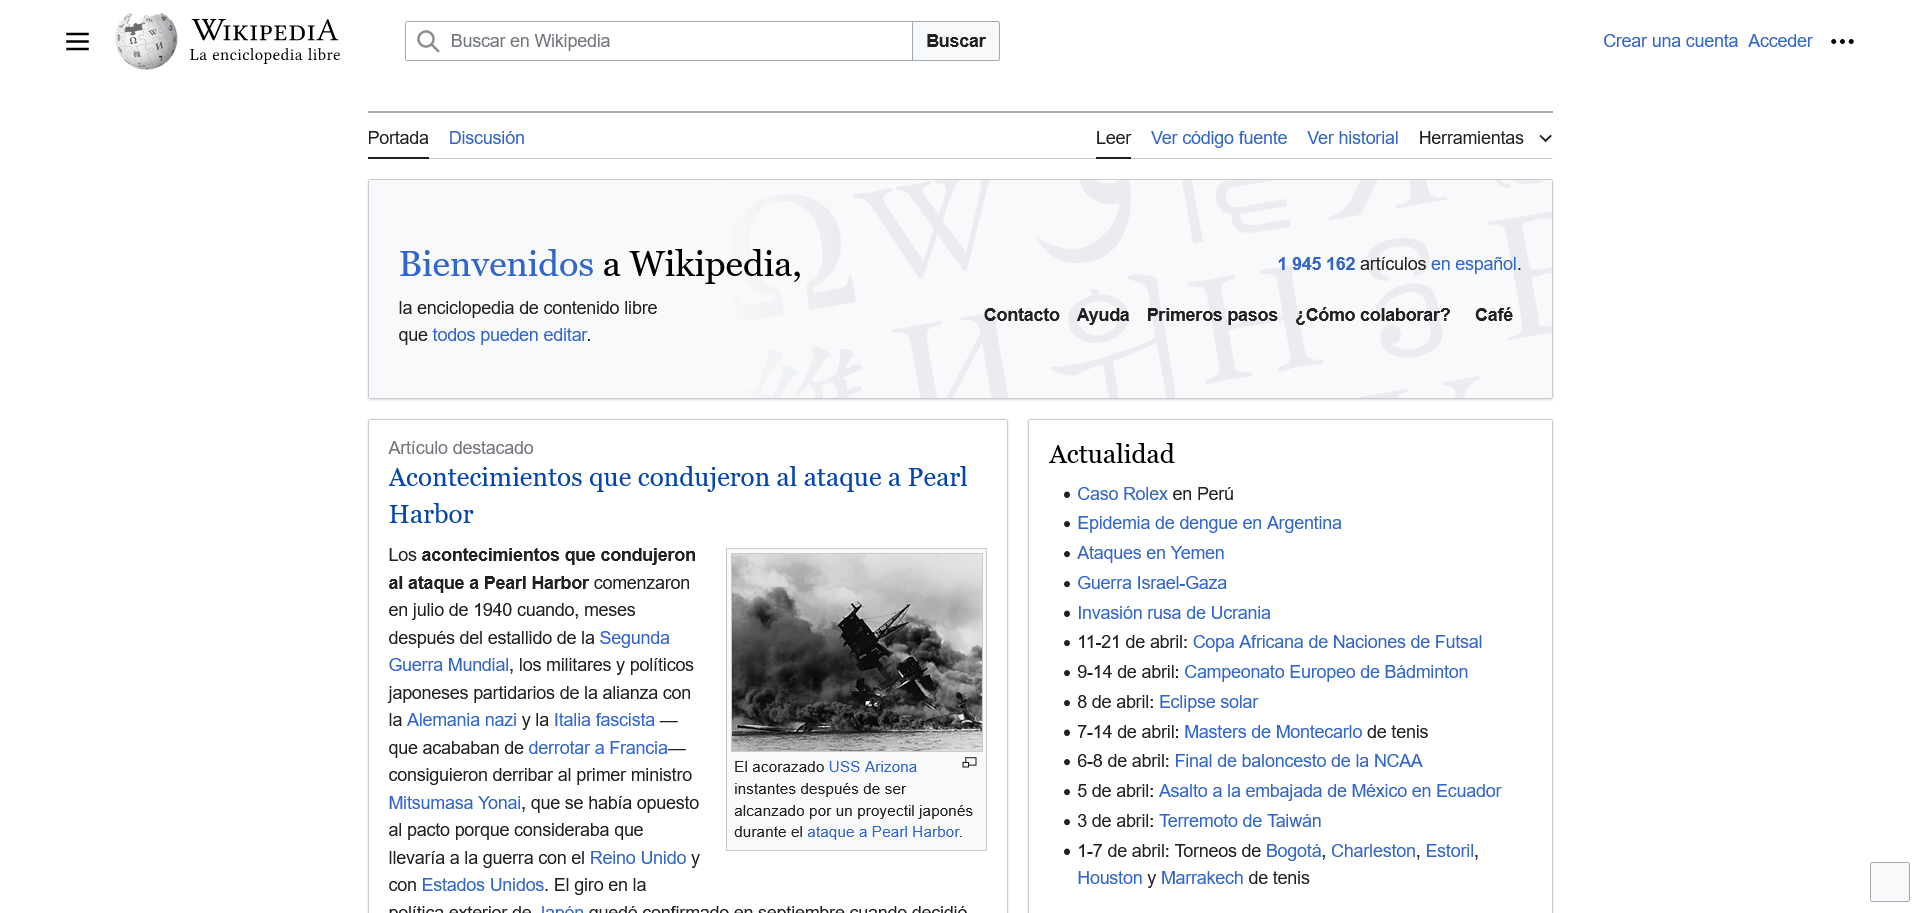 WIKIPEDIA
La enciclopedia libre
Buscar en Wikipedia
Buscar
Crear una cuenta Acceder
Portada Discusión
Leer Ver código fuente Ver historial Herramientas
Bienvenidos a Wikipedia,
la enciclopedia de contenido libre
que todos pueden editar.
1 945 162 artículos en español.
Contacto Ayuda Primeros pasos ¿Cómo colaborar? Café
Artículo destacado
Acontecimientos que condujeron al ataque a Pearl
Harbor
Los acontecimientos que condujeron
al ataque a Pearl Harbor comenzaron
en julio de 1940 cuando, meses
después del estallido de la Segunda
Guerra Mundial, los militares y políticos
japoneses partidarios de la alianza con
la Alemania nazi y la Italia fascista —
que acababan de derrotar a Francia—
consiguieron derribar al primer ministro
Mitsumasa Yonai, que se había opuesto
al pacto porque consideraba que
llevaría a la guerra con el Reino Unido y
con Estados Unidos. El giro en la
política exterior de Japón quedó confirmado en septiembre cuando decidió
El acorazado USS Arizona
instantes después de ser
alcanzado por un proyectil japonés
durante el ataque a Pearl Harbor.
Actualidad
• Caso Rolex en Perú
• Epidemia de dengue en Argentina
• Ataques en Yemen
• Guerra Israel-Gaza
• Invasión rusa de Ucrania
• 11-21 de abril: Copa Africana de Naciones de Futsal
• 9-14 de abril: Campeonato Europeo de Bádminton
• 8 de abril: Eclipse solar
• 7-14 de abril: Masters de Montecarlo de tenis
• 6-8 de abril: Final de baloncesto de la NCAA
• 5 de abril: Asalto a la embajada de México en Ecuador
• 3 de abril: Terremoto de Taiwán
• 1-7 de abril: Torneos de Bogotá, Charleston, Estoril,
Houston y Marrakech de tenis